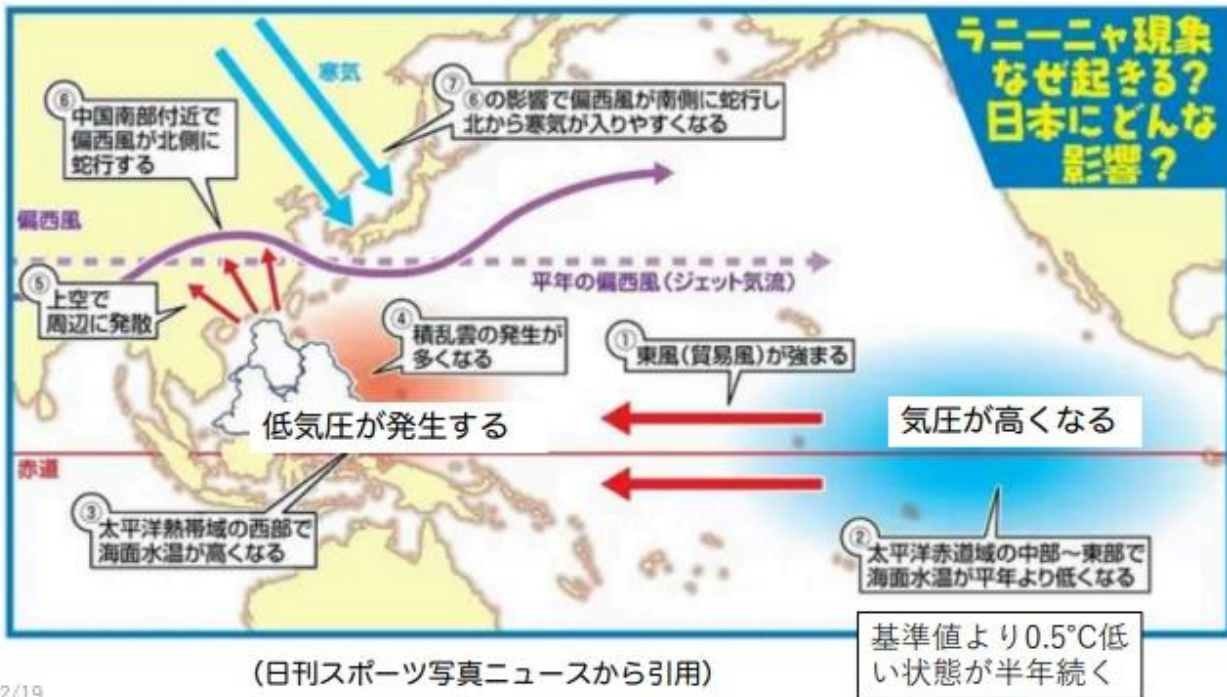 ラニーニャ現象
なぜ起きる?
日本にどんな
影響?
寒気
⑥
中国南部付近で
偏西風が北側に
蛇行する
⑦
⑥の影響で偏西風が南側に蛇行し
北から寒気が入りやすくなる
偏西風
平年の偏西風(ジェット気流)
⑤
上空で
周辺に発散
④
積乱雲の発生が
多くなる
①
東風(貿易風)が強まる
低気圧が発生する
気圧が高くなる
赤道
③
太平洋熱帯域の西部で
海面水温が高くなる
②
太平洋赤道域の中部~東部で
海面水温が平年より低くなる
基準値より0.5℃低
い状態が半年続く
(日刊スポーツ写真ニュースから引用)
2/19